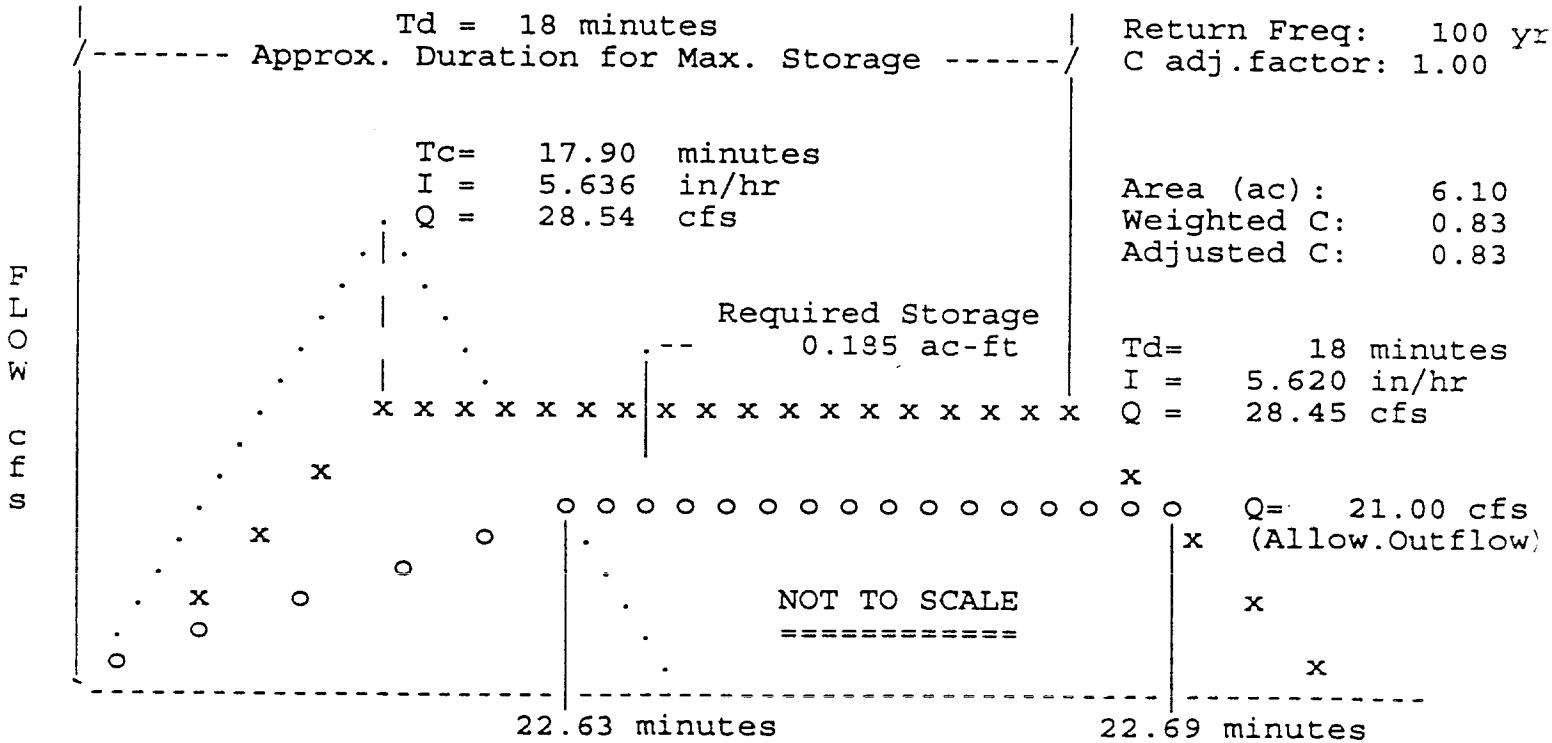 Td = 18 minutes
/------- Approx. Duration for Max. Storage ------/
Return Freq: 100 yr
C adj.factor: 1.00
Tc= 17.90 minutes
I = 5.636 in/hr
Q = 28.54 cfs
Area (ac): 6.10
Weighted C: 0.83
Adjusted C: 0.83
FLOW cfs
Required Storage
0.185 ac-ft
Td= 18 minutes
I = 5.620 in/hr
Q = 28.45 cfs
Q= 21.00 cfs
(Allow.Outflow)
NOT TO SCALE
============
22.63 minutes
22.69 minutes